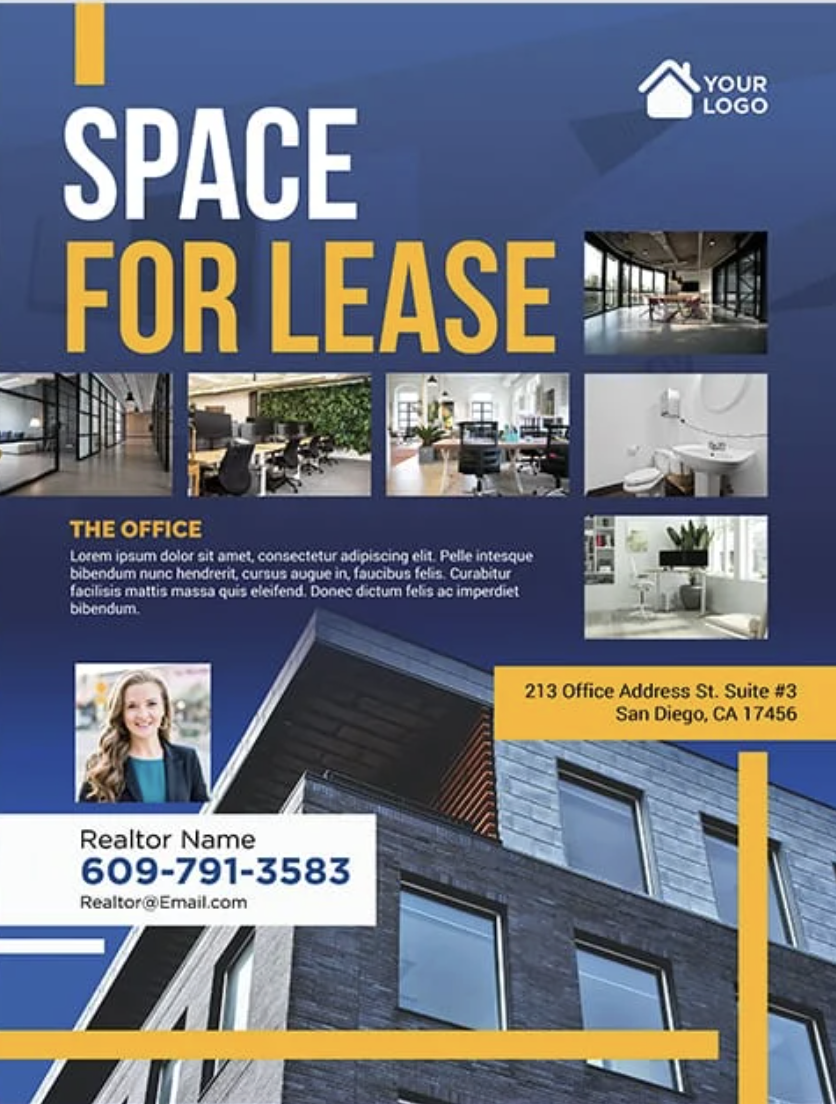 YOUR
LOGO
SPACE
FOR LEASE
THE OFFICE
Lorem ipsum dolor sit amet, consectetur adipiscing elit. Pelle intesque
bibendum nunc hendrerit, cursus augue in, faucibus felis. Curabitur
facilisis mattis massa quis eleifend. Donec dictum felis ac imperdiet
bibendum.
213 Office Address St. Suite #3
San Diego, CA 17456
Realtor Name
609-791-3583
Realtor@Email.com